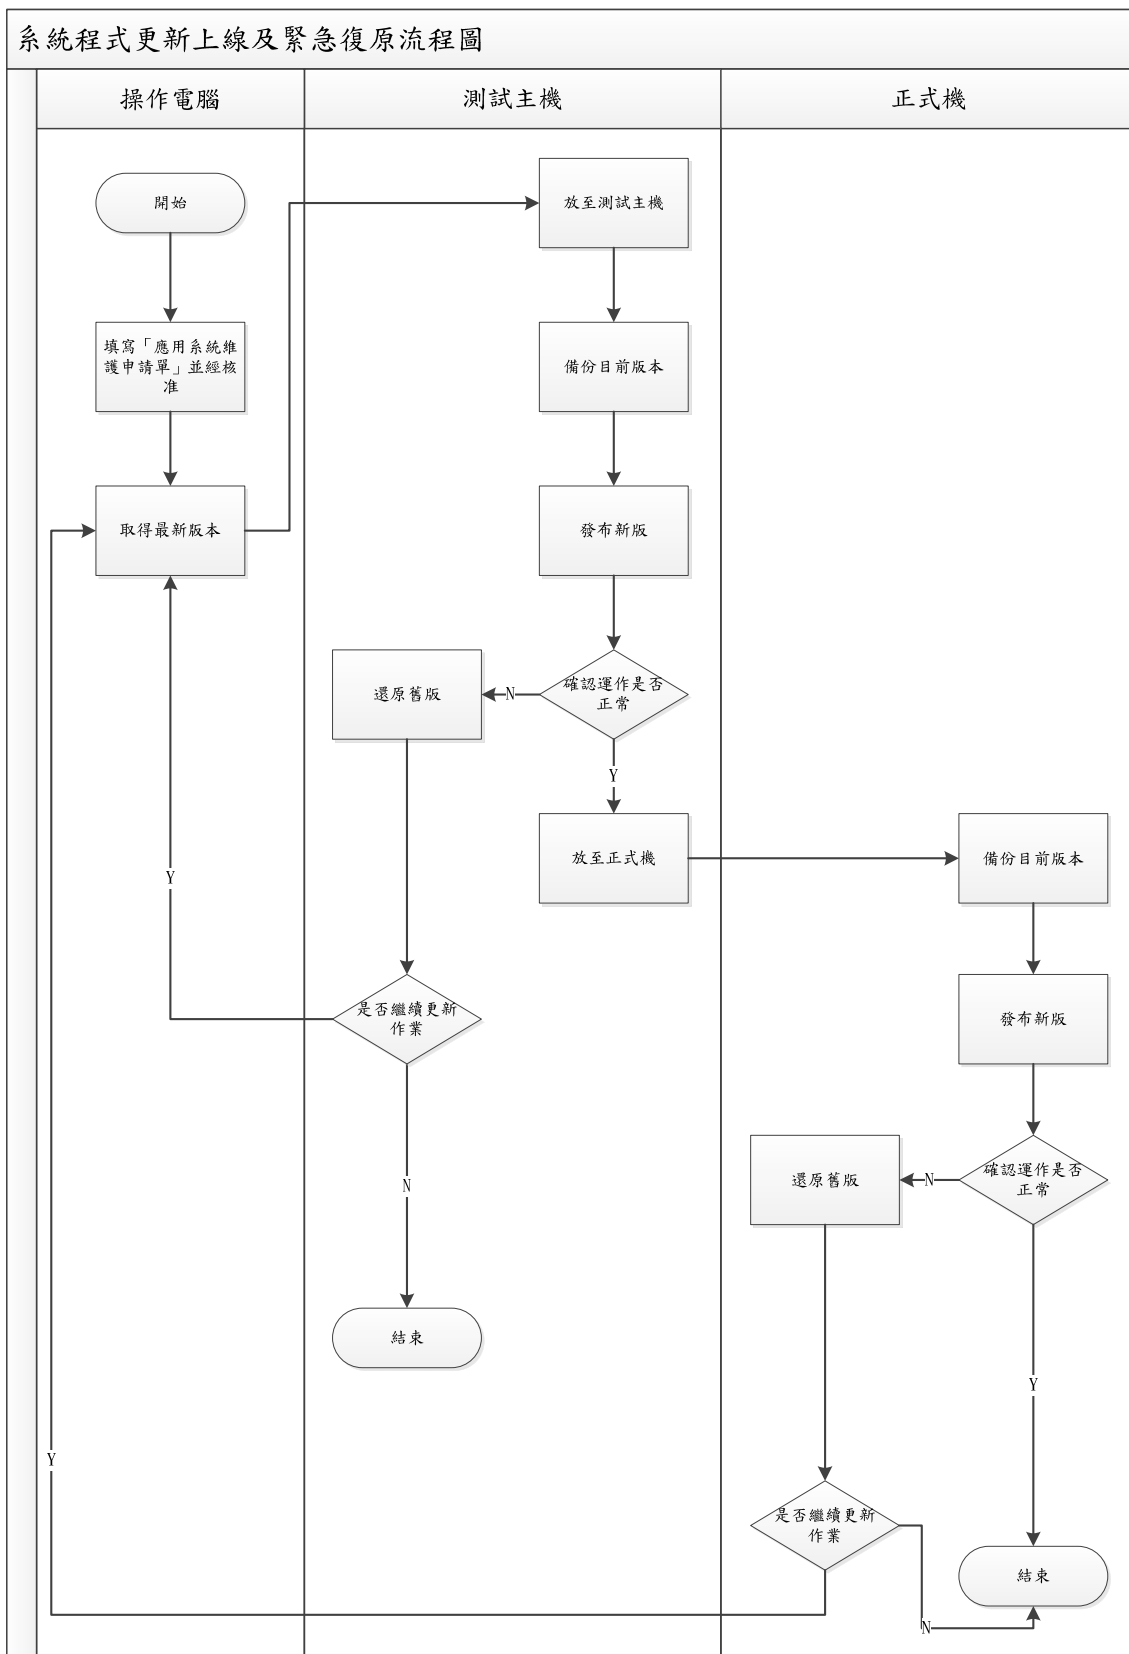 系統程式更新上線及緊急復原流程圖
操作電腦
測試主機
正式機
開始
填寫「應用系統維
護申請單」並經核
准
取得最新版本
放至測試主機
備份目前版本
發布新版
確認運作是否
正常
N
還原舊版
Y
放至正式機
是否繼續更新
作業
Y
N
結束
備份目前版本
發布新版
確認運作是否
正常
N
還原舊版
Y
是否繼續更新
作業
Y
N
結束